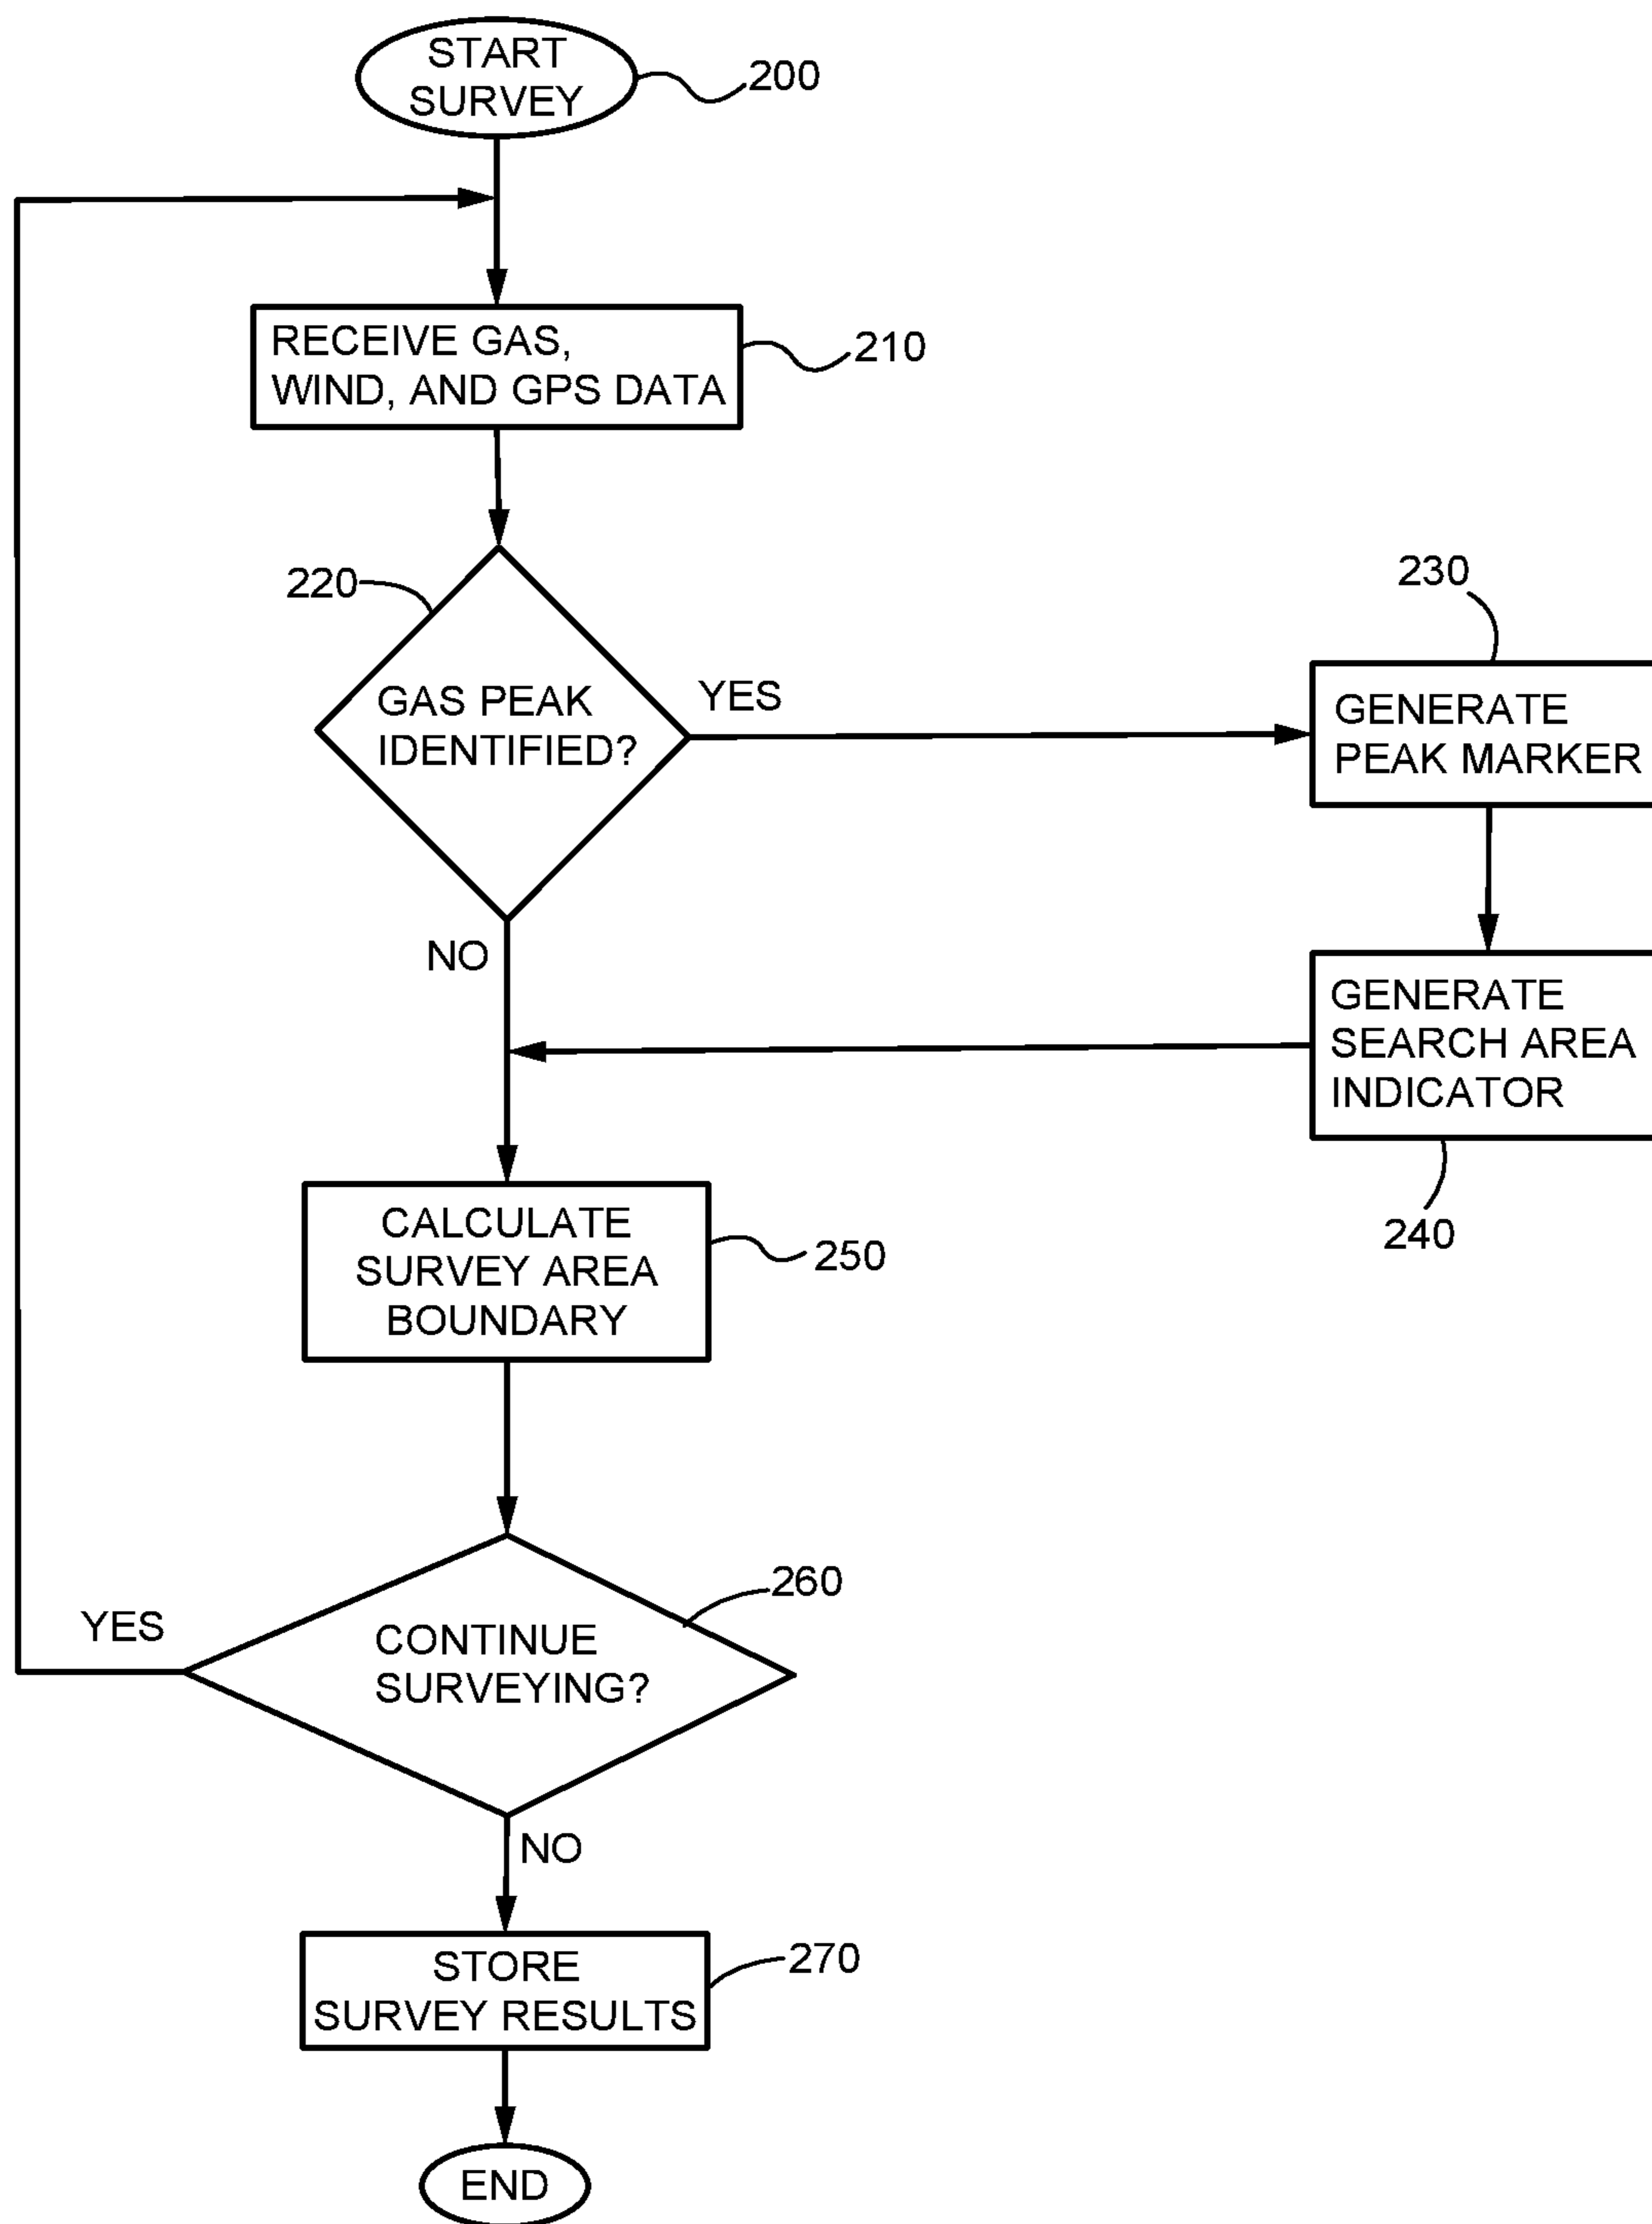 START
SURVEY
200
RECEIVE GAS,
WIND, AND GPS DATA
210
220
GAS PEAK
IDENTIFIED?
YES
230
GENERATE
PEAK MARKER
NO
GENERATE
SEARCH AREA
INDICATOR
240
CALCULATE
SURVEY AREA
BOUNDARY
250
260
YES
CONTINUE
SURVEYING?
NO
STORE
SURVEY RESULTS
270
END